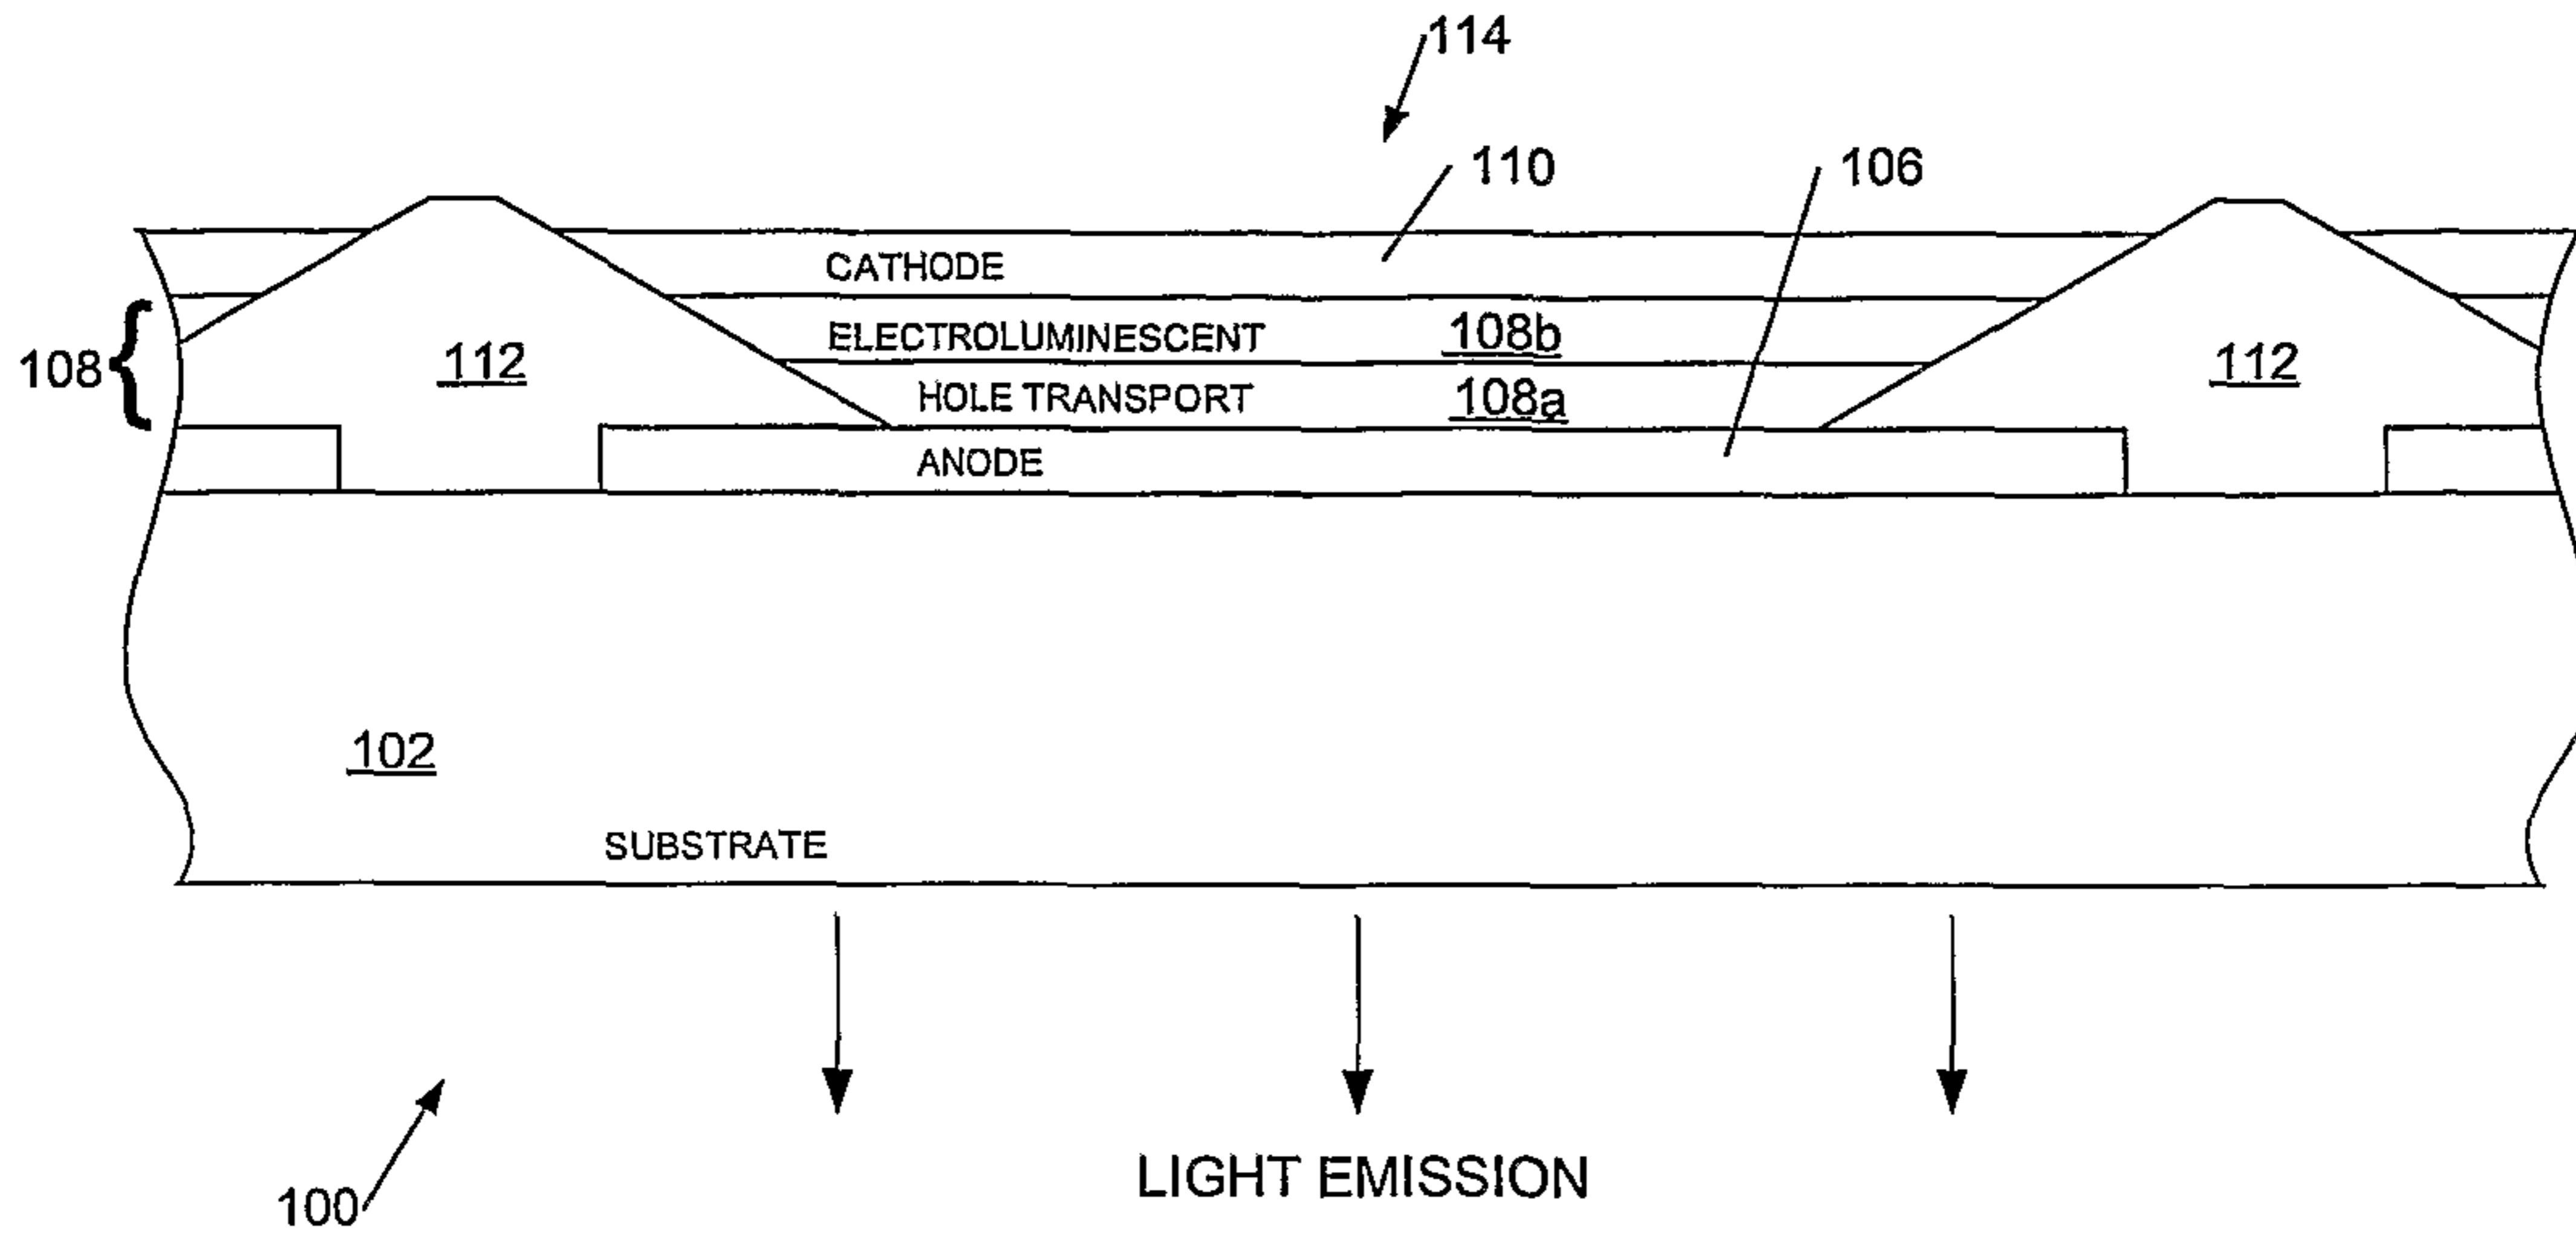 114
110
106
CATHODE
ELECTROLUMINESCENT 108b
108
112
112
HOLE TRANSPORT 108a
ANODE
102
SUBSTRATE
LIGHT EMISSION
100